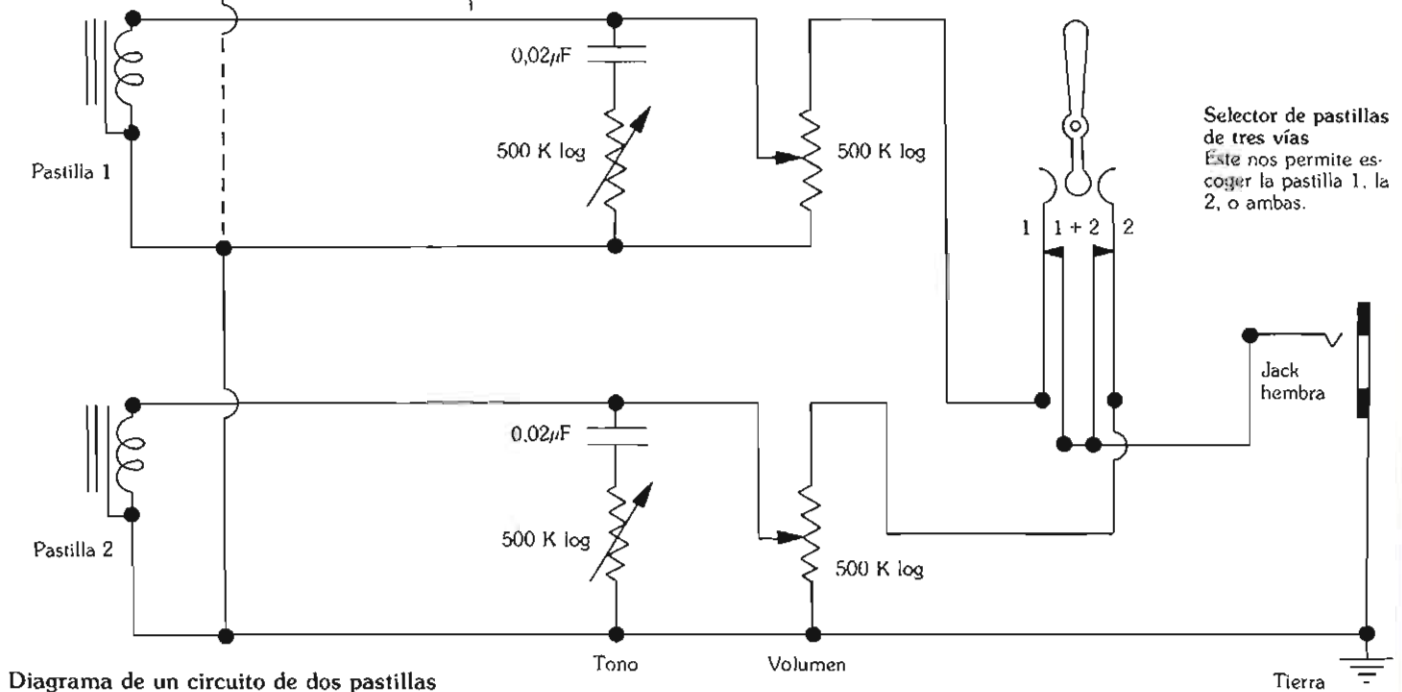 0,02μF
500 K log
500 K log
Pastilla 1
Selector de pastillas
de tres vías
Este nos permite es-
coger la pastilla 1, la
2, o ambas.
1 1 + 2 2
Jack
hembra
0.02μF
500 K log
500 K log
Pastilla 2
Tono
Volumen
Tierra
Diagrama de un circuito de dos pastillas